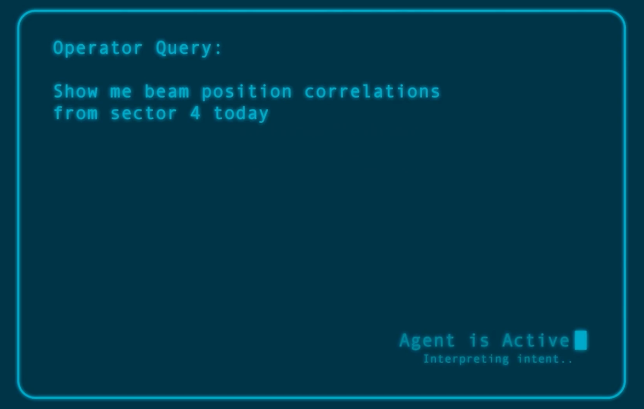 Operator Query:
Show me beam position correlations
from sector 4 today
Agent is Active
Interpreting intent..